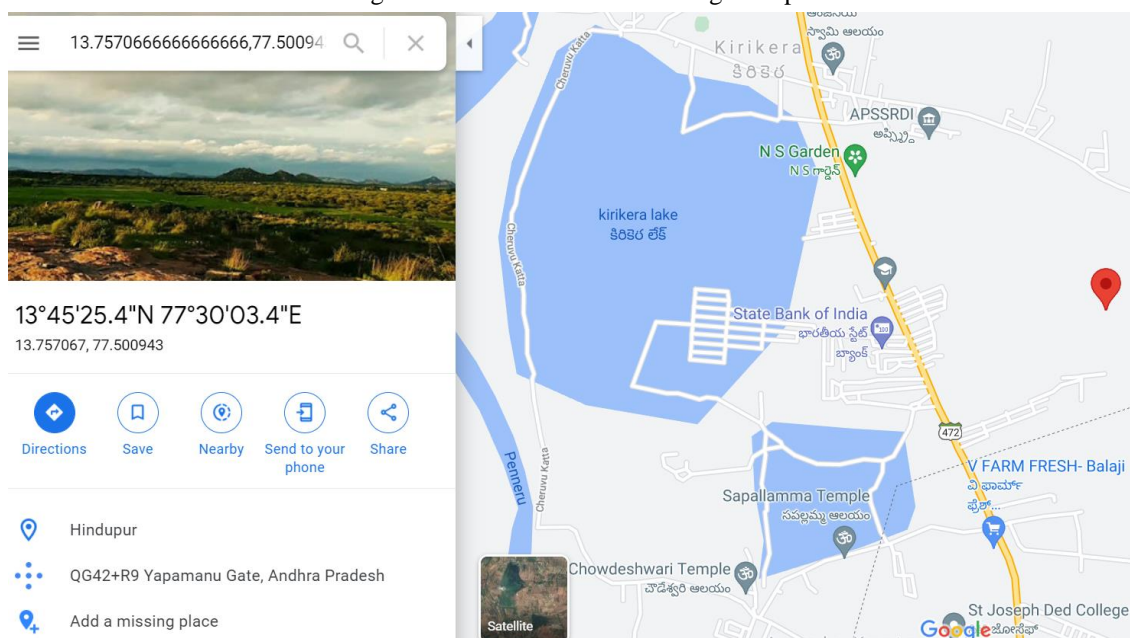 13.7570666666666666,77.50094
13°45'25.4"N 77°30'03.4"E
13.757067, 77.500943
Directions
Save
Nearby
Send to your
phone
Share
Hindupur
QG42+R9 Yapamanu Gate, Andhra Pradesh
Add a missing place
స్వామి ఆలయం
Kirikera
కిరికెర
APSSRDI
N S Garden
N S గార్డెన్
kirikera lake
కిరికెర లేక్
Cheruvu Katta
Cheruvu Katta
Cheruvu Katta
State Bank of India
భారతీయ స్టేట్
బ్యాంక్
472
Penneru
V FARM FRESH- Balaji
వి ఫార్మ్
ఫ్రెష్...
Sapallamma Temple
సపల్లమ్మ ఆలయం
Chowdeshwari Temple
చౌడేశ్వరి ఆలయం
St Joseph Ded College
Satellite
Google